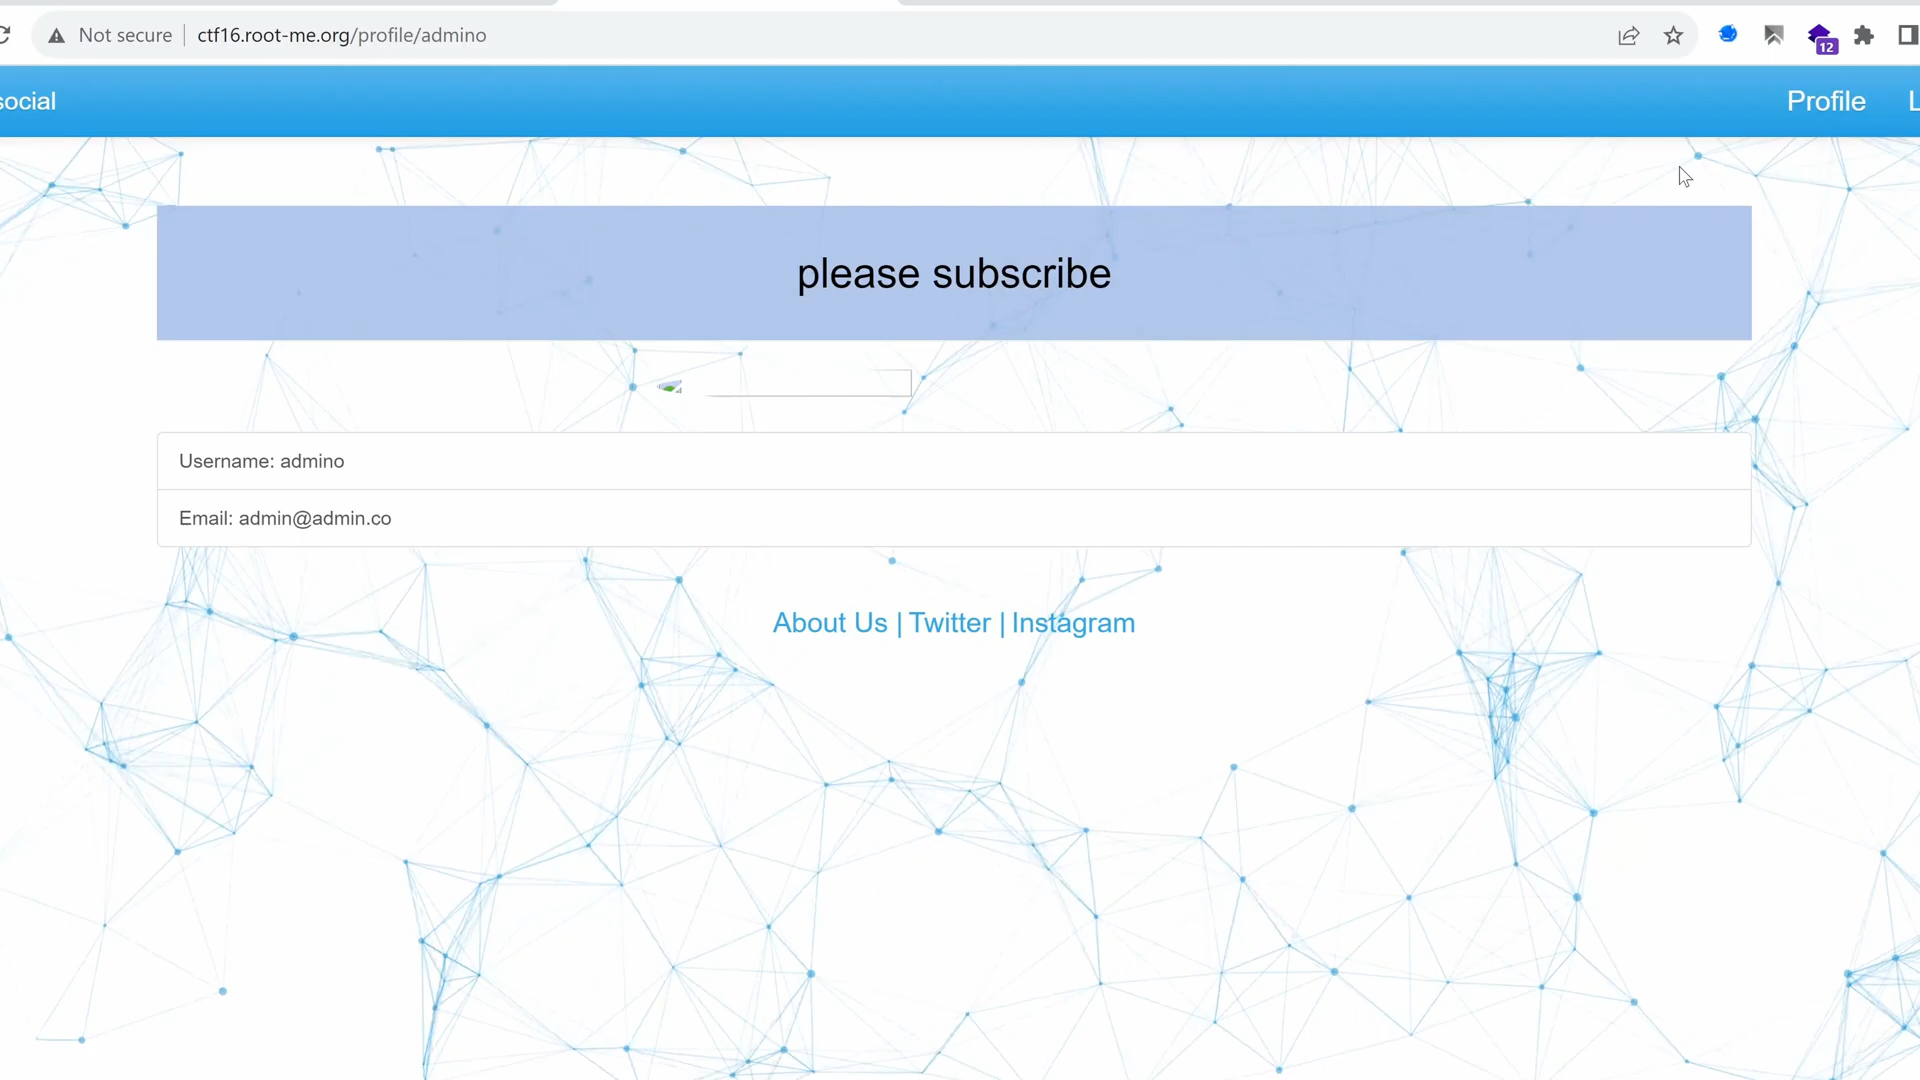 Not secure
ctf16.root-me.org/profile/admino
12
social
Profile
please subscribe
Username: admino
Email: admin@admin.co
About Us | Twitter | Instagram